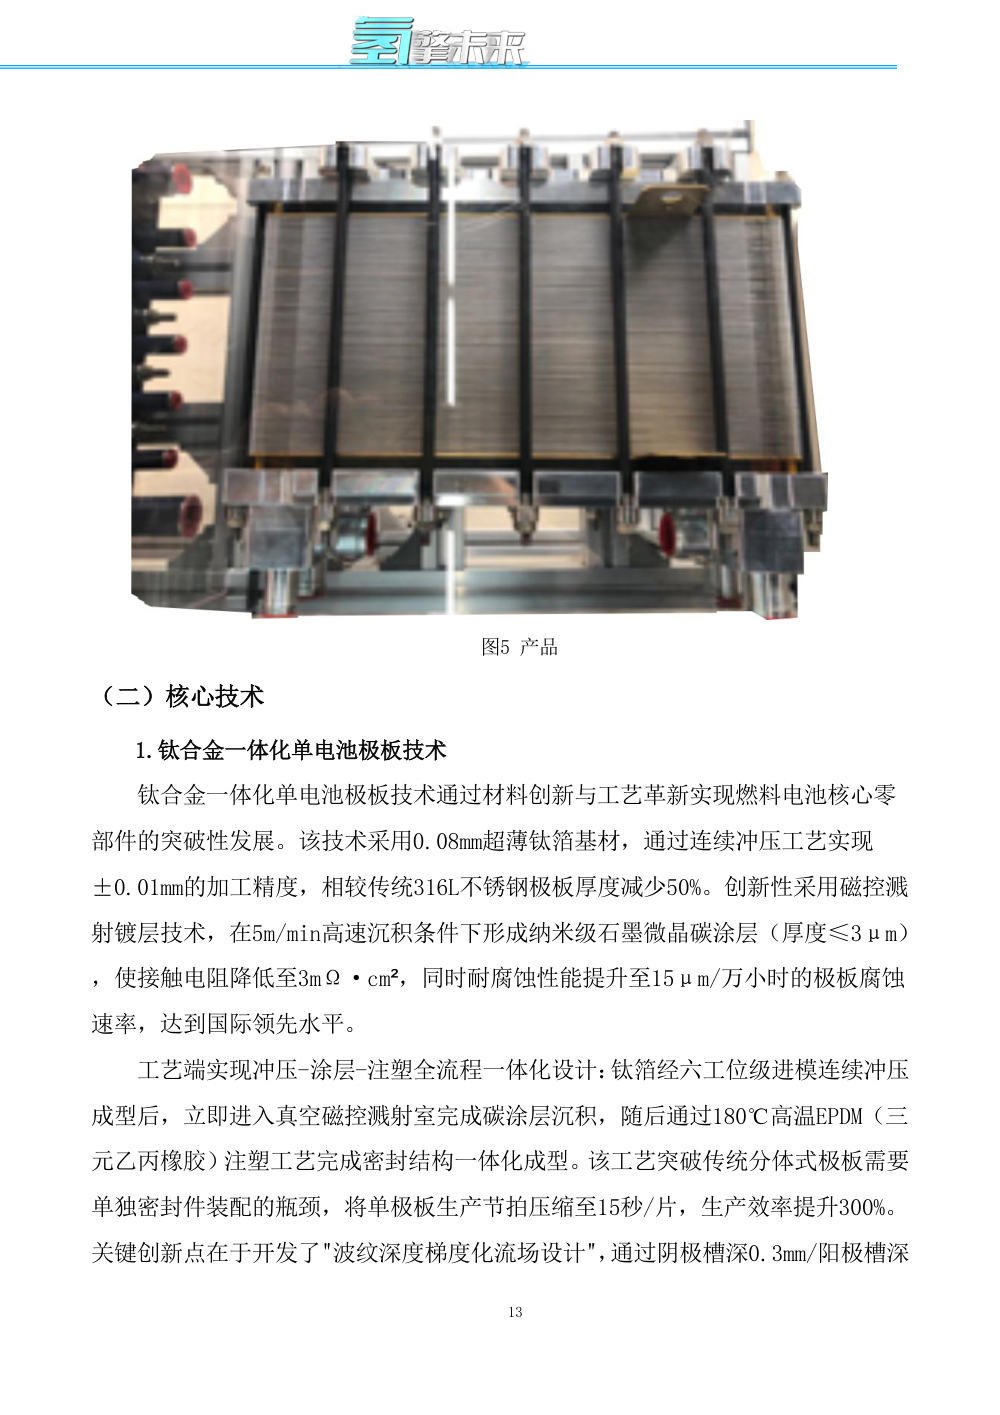 氢擎未来
图5 产品
（二）核心技术
1.钛合金一体化单电池极板技术
钛合金一体化单电池极板技术通过材料创新与工艺革新实现燃料电池核心零
部件的突破性发展。该技术采用0.08mm超薄钛箔基材，通过连续冲压工艺实现
±0.01mm的加工精度，相较传统316L不锈钢极板厚度减少50%。创新性采用磁控溅
射镀层技术，在5m/min高速沉积条件下形成纳米级石墨微晶碳涂层（厚度≤3μm）
，使接触电阻降低至3mΩ·cm²，同时耐腐蚀性能提升至15μm/万小时的极板腐蚀
速率，达到国际领先水平。
工艺端实现冲压-涂层-注塑全流程一体化设计:钛箔经六工位级进模连续冲压
成型后，立即进入真空磁控溅射室完成碳涂层沉积，随后通过180℃高温EPDM（三
元乙丙橡胶）注塑工艺完成密封结构一体化成型。该工艺突破传统分体式极板需要
单独密封件装配的瓶颈，将单极板生产节拍压缩至15秒/片，生产效率提升300%。
关键创新点在于开发了"波纹深度梯度化流场设计",通过阴极槽深0.3mm/阳极槽深
13